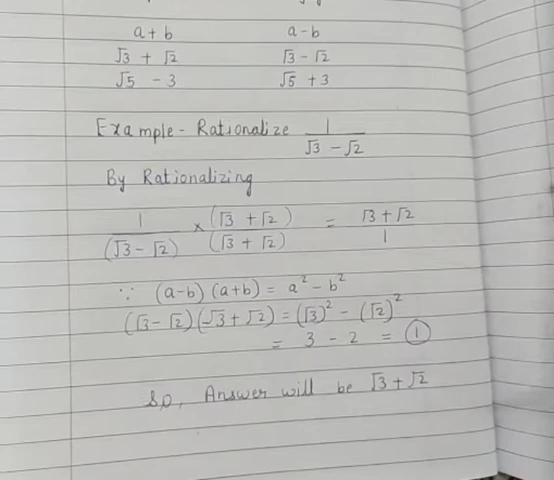 a + b a - b
√3 + √2 √3 - √2
√5 - 3 √5 + 3
Example - Rationalize 1/(√3 - √2)
By Rationalizing
1/(√3 - √2) × (√3 + √2)/(√3 + √2) = (√3 + √2)/1
∵ (a-b) (a+b) = a² - b²
(√3 - √2) (√3 + √2) = (√3)² - (√2)²
= 3 - 2 = ①
So, Answer will be √3 + √2